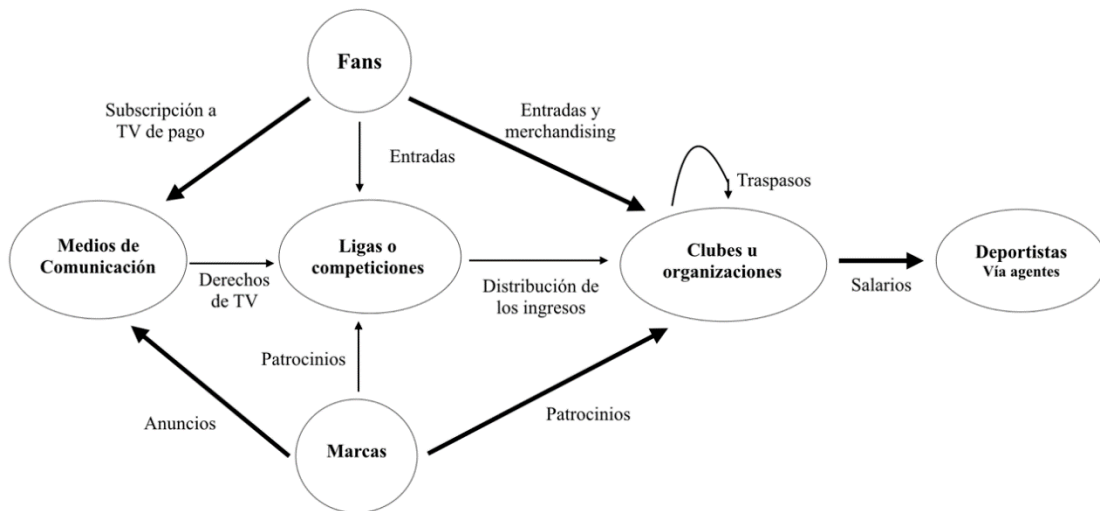 Fans
Subscripción a
TV de pago
Entradas y
merchandising
Entradas
Traspasos
Medios de
Comunicación
Ligas o
competiciones
Clubes u
organizaciones
Deportistas
Vía agentes
Derechos
de TV
Distribución de
los ingresos
Salarios
Patrocinios
Anuncios
Patrocinios
Marcas